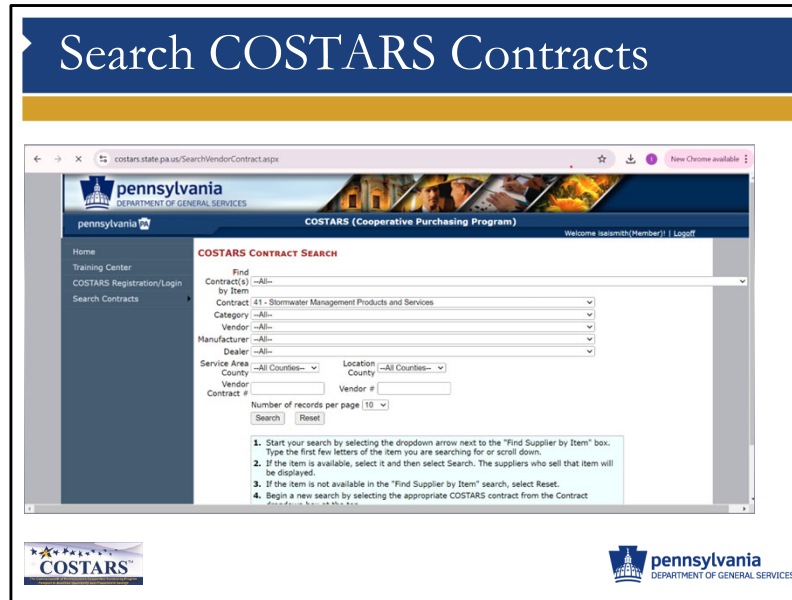 Search COSTARS Contracts
costars.state.pa.us/SearchVendorContract.aspx
New Chrome available
pennsylvania
DEPARTMENT OF GENERAL SERVICES
pennsylvania PA
COSTARS (Cooperative Purchasing Program)
Welcome isaismith(Member)! | Logoff
Home
Training Center
COSTARS Registration/Login
Search Contracts
COSTARS CONTRACT SEARCH
Find
Contract(s) --All--
by Item
Contract 41 - Stormwater Management Products and Services
Category --All--
Vendor --All--
Manufacturer --All--
Dealer --All--
Service Area County --All Counties-- Location County --All Counties--
Vendor Contract # Vendor #
Number of records per page 10
Search Reset
1. Start your search by selecting the dropdown arrow next to the "Find Supplier by Item" box.
Type the first few letters of the item you are searching for or scroll down.
2. If the item is available, select it and then select Search. The suppliers who sell that item will
be displayed.
3. If the item is not available in the "Find Supplier by Item" search, select Reset.
4. Begin a new search by selecting the appropriate COSTARS contract from the Contract
COSTARS™
pennsylvania
DEPARTMENT OF GENERAL SERVICES